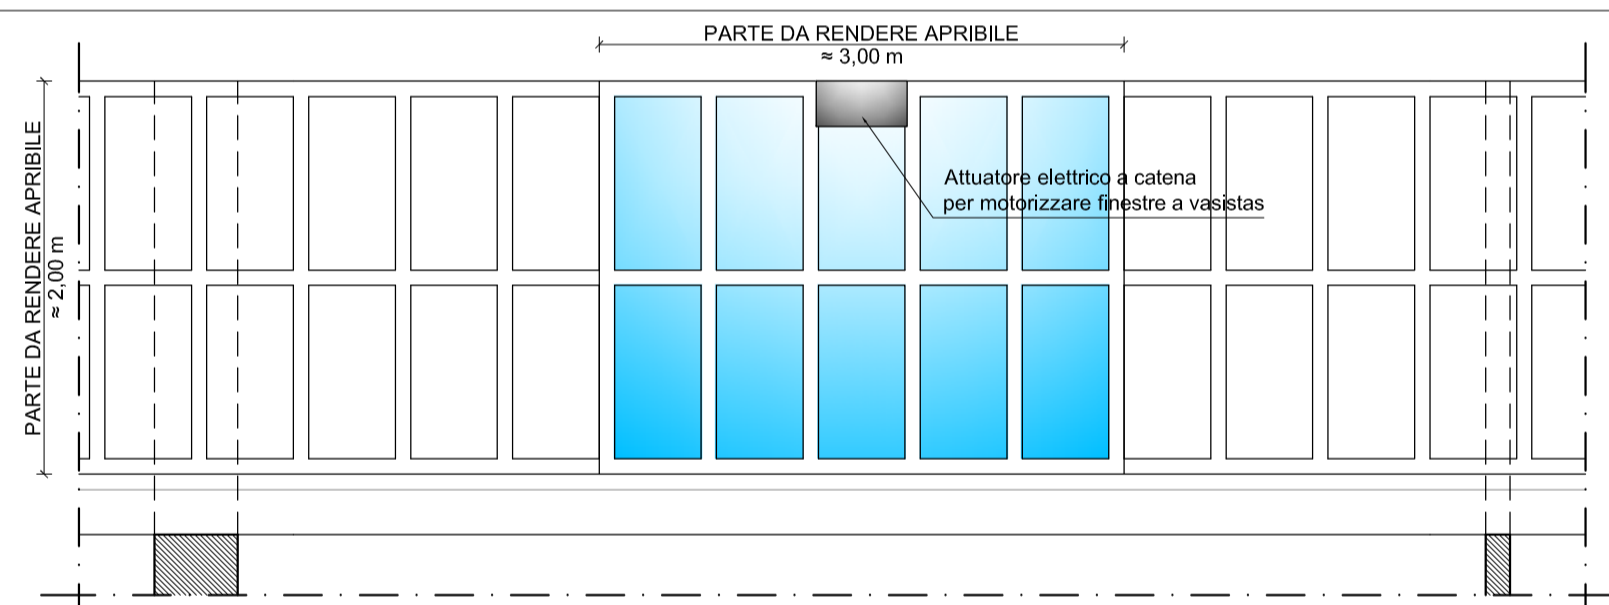 PARTE DA RENDERE APRIBILE
≈ 3,00 m
PARTE DA RENDERE APRIBILE
≈ 2,00 m
Attuatore elettrico a catena
per motorizzare finestre a vasistas